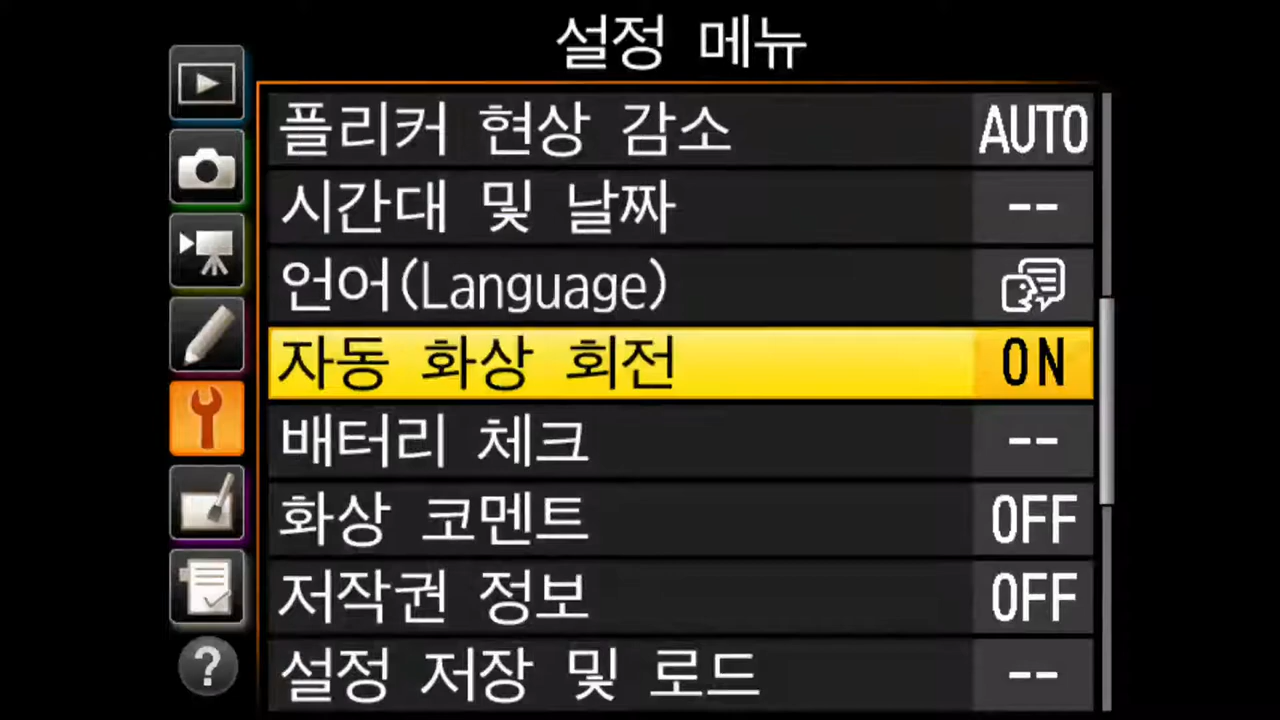 설정 메뉴
플리커 현상 감소 AUTO
시간대 및 날짜 --
언어(Language)
자동 화상 회전 ON
배터리 체크 --
화상 코멘트 OFF
저작권 정보 OFF
설정 저장 및 로드 --
?